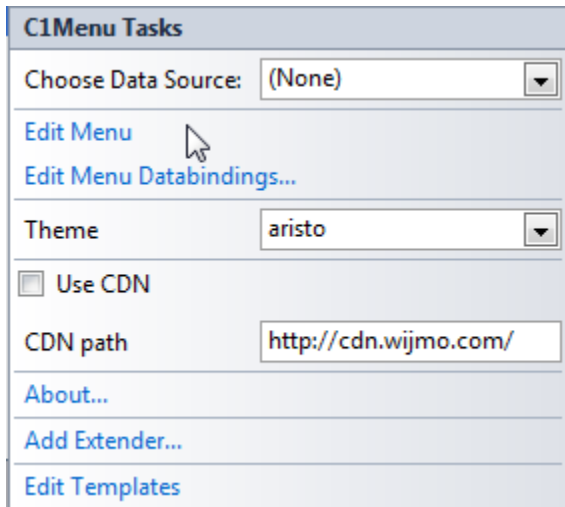 C1Menu Tasks
Choose Data Source: (None)
Edit Menu
Edit Menu Databindings...
Theme aristo
Use CDN
CDN path http://cdn.wijmo.com/
About...
Add Extender...
Edit Templates